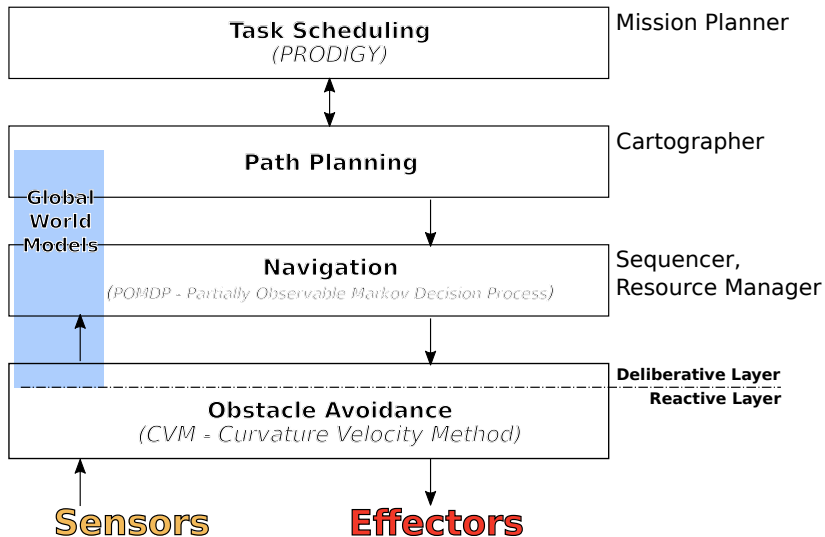 Task Scheduling
(PRODIGY)
Mission Planner
Path Planning
Cartographer
Global
World
Models
Navigation
(POMDP - Partially Observable Markov Decision Process)
Sequencer,
Resource Manager
Deliberative Layer
Reactive Layer
Obstacle Avoidance
(CVM - Curvature Velocity Method)
Sensors
Effectors